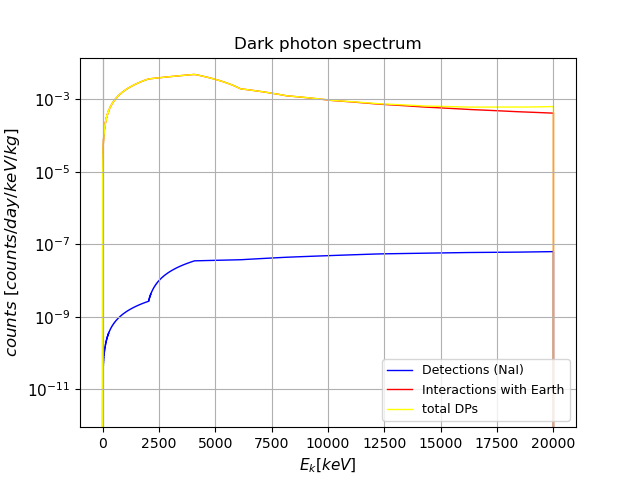 Dark photon spectrum
counts [counts/day/keV/kg]
10⁻³
10⁻⁵
10⁻⁷
10⁻⁹
10⁻¹¹
Detections (NaI)
Interactions with Earth
total DPs
0 2500 5000 7500 10000 12500 15000 17500 20000
Eₖ[keV]